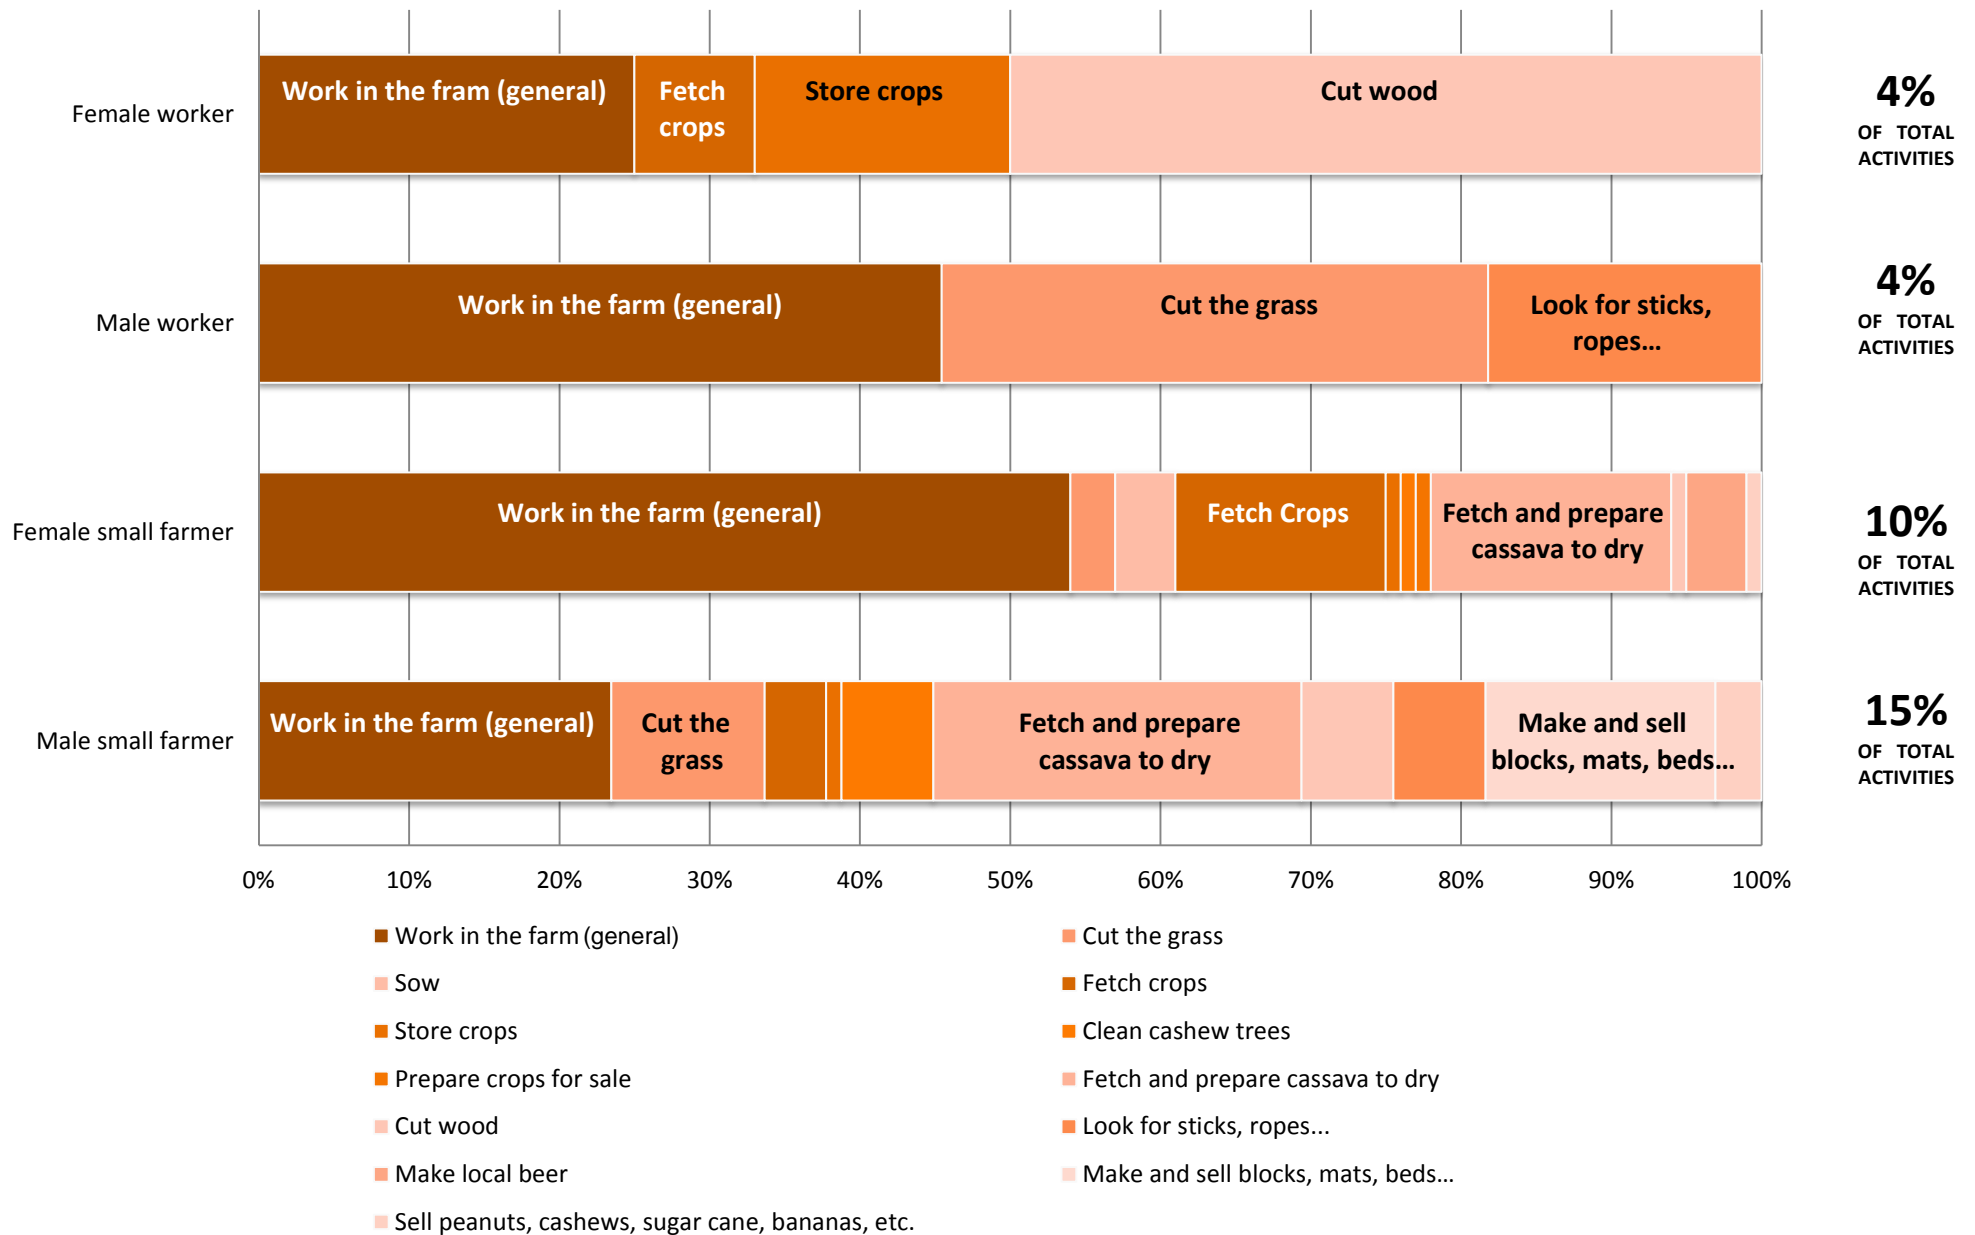 Female worker
Work in the fram (general)
Fetch
crops
Store crops
Cut wood
4%
OF TOTAL
ACTIVITIES
Male worker
Work in the farm (general)
Cut the grass
Look for sticks,
ropes…
4%
OF TOTAL
ACTIVITIES
Female small farmer
Work in the farm (general)
Fetch Crops
Fetch and prepare
cassava to dry
10%
OF TOTAL
ACTIVITIES
Male small farmer
Work in the farm (general)
Cut the
grass
Fetch and prepare
cassava to dry
Make and sell
blocks, mats, beds…
15%
OF TOTAL
ACTIVITIES
0% 10% 20% 30% 40% 50% 60% 70% 80% 90% 100%
Work in the farm (general)
Cut the grass
Sow
Fetch crops
Store crops
Clean cashew trees
Prepare crops for sale
Fetch and prepare cassava to dry
Cut wood
Look for sticks, ropes...
Make local beer
Make and sell blocks, mats, beds…
Sell peanuts, cashews, sugar cane, bananas, etc.